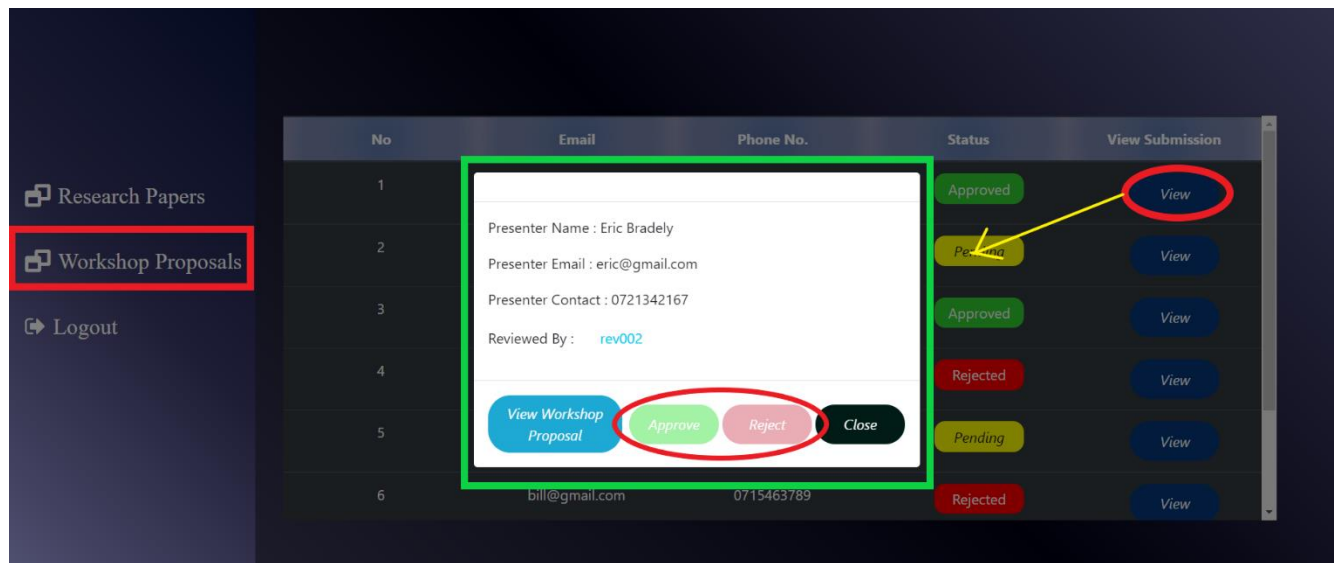 No Email Phone No. Status View Submission
Research Papers
Workshop Proposals
Logout
1 Approved View
2 Pending View
3 Approved View
4 Rejected View
5 Pending View
6 bill@gmail.com 0715463789 Rejected View
Presenter Name : Eric Bradely
Presenter Email : eric@gmail.com
Presenter Contact : 0721342167
Reviewed By : rev002
View Workshop
Proposal
Approve Reject Close